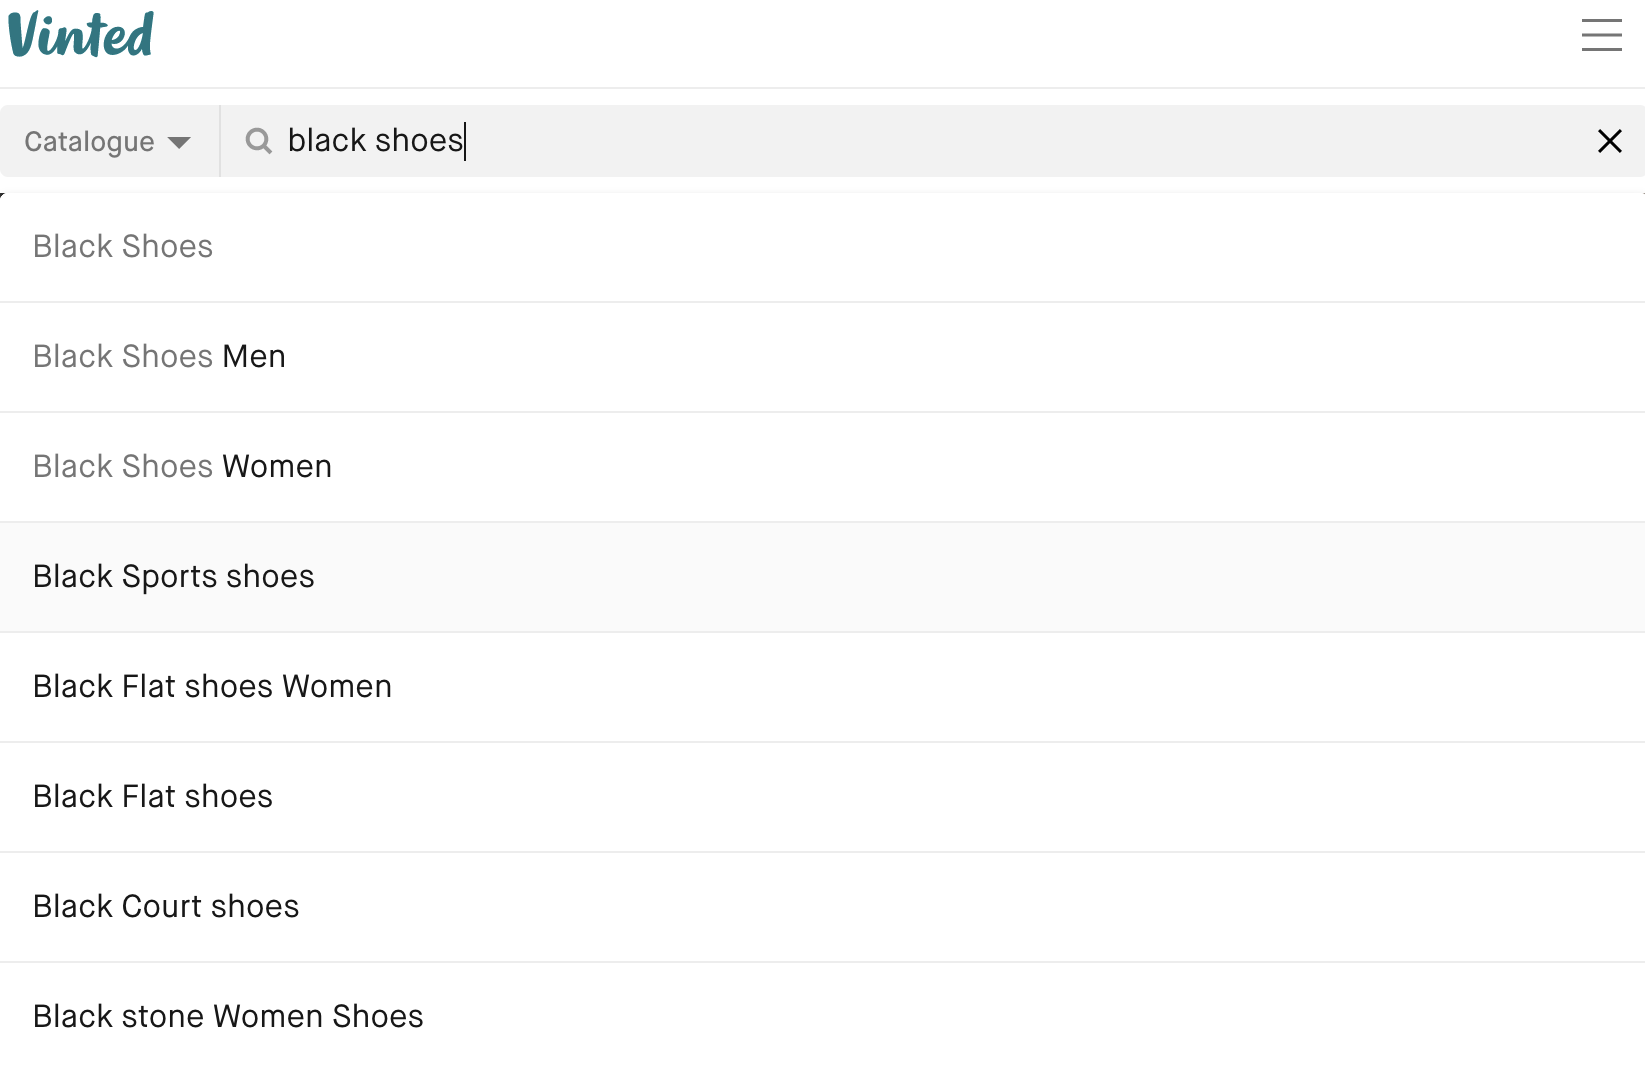 Vinted
Catalogue
black shoes
Black Shoes
Black Shoes Men
Black Shoes Women
Black Sports shoes
Black Flat shoes Women
Black Flat shoes
Black Court shoes
Black stone Women Shoes